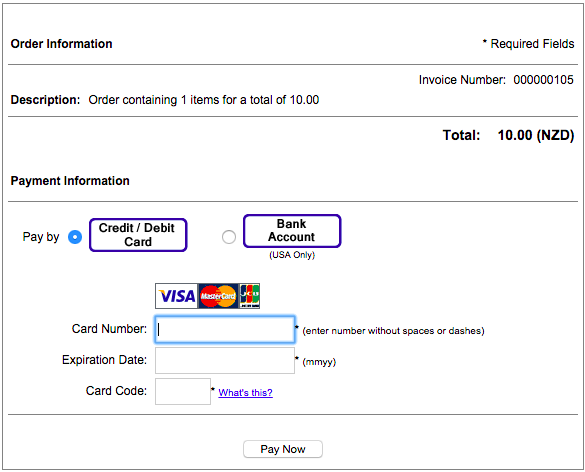 Order Information
* Required Fields
Invoice Number: 000000105
Description: Order containing 1 items for a total of 10.00
Total: 10.00 (NZD)
Payment Information
Pay by Credit / Debit Card
Bank Account
(USA Only)
VISA MasterCard JCB
Card Number: * (enter number without spaces or dashes)
Expiration Date: * (mmyy)
Card Code: * What's this?
Pay Now